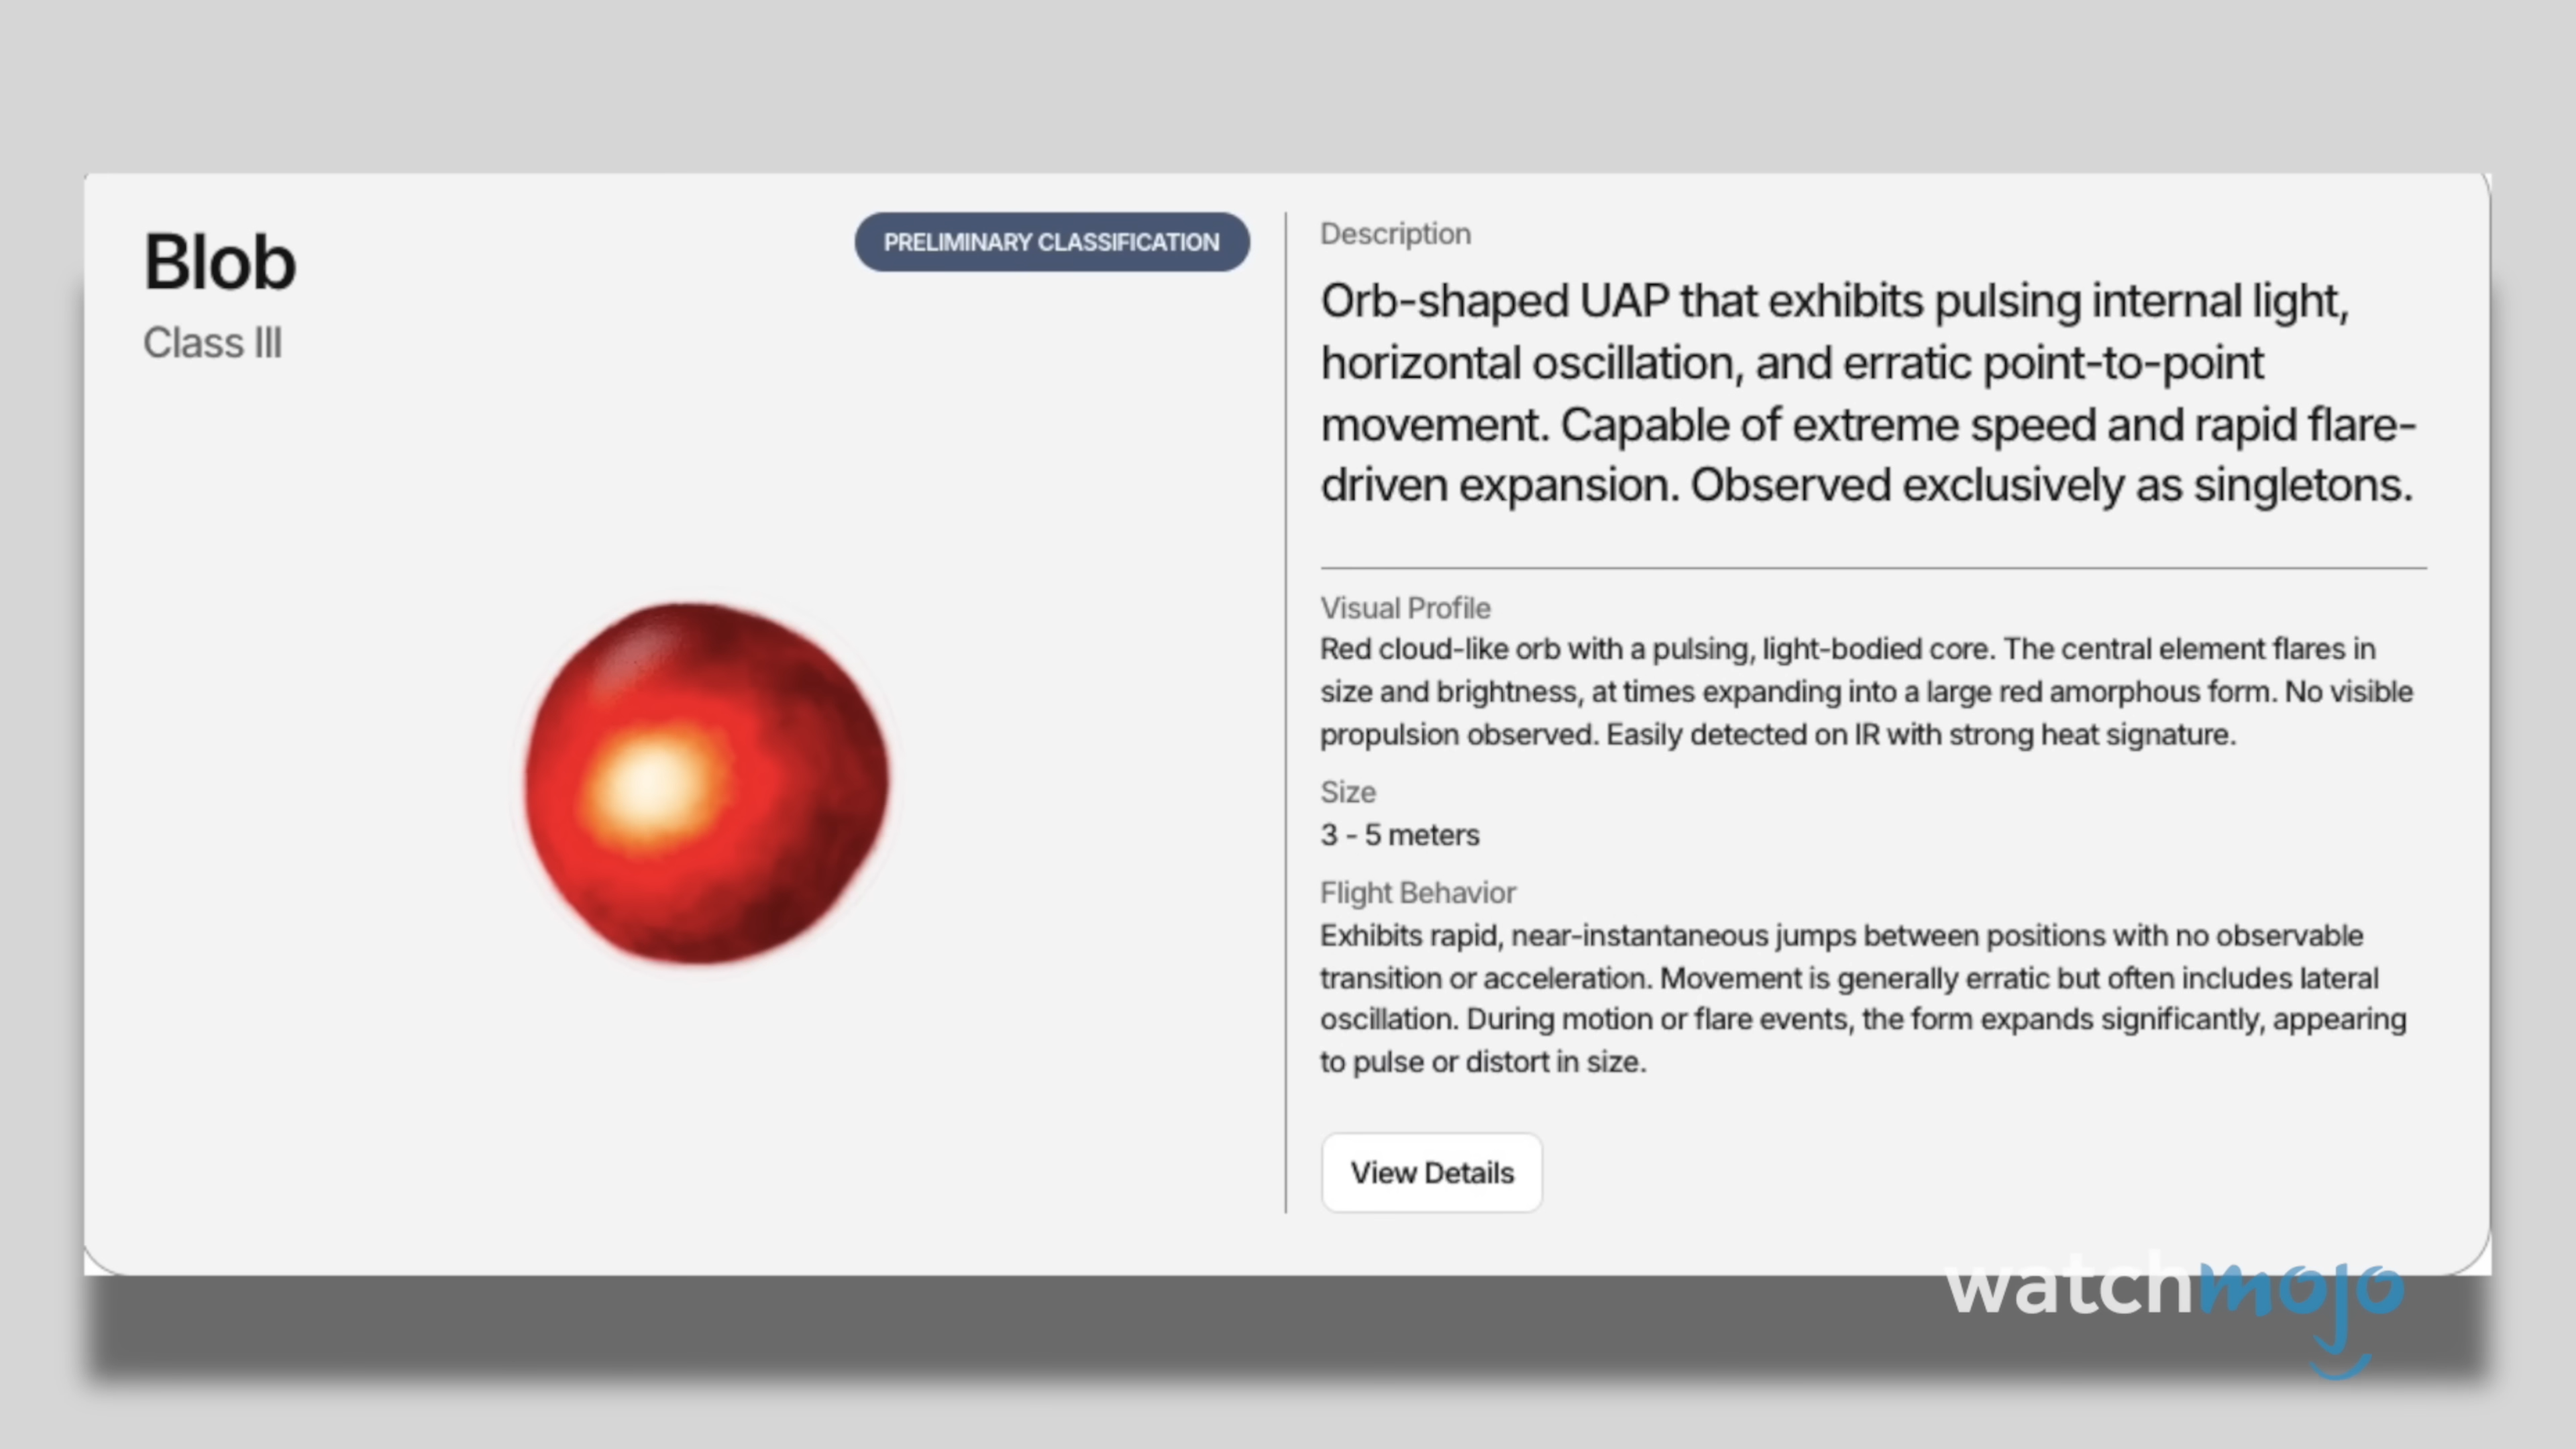 Blob
Class III
PRELIMINARY CLASSIFICATION
Description
Orb-shaped UAP that exhibits pulsing internal light,
horizontal oscillation, and erratic point-to-point
movement. Capable of extreme speed and rapid flare-
driven expansion. Observed exclusively as singletons.
Visual Profile
Red cloud-like orb with a pulsing, light-bodied core. The central element flares in
size and brightness, at times expanding into a large red amorphous form. No visible
propulsion observed. Easily detected on IR with strong heat signature.
Size
3 - 5 meters
Flight Behavior
Exhibits rapid, near-instantaneous jumps between positions with no observable
transition or acceleration. Movement is generally erratic but often includes lateral
oscillation. During motion or flare events, the form expands significantly, appearing
to pulse or distort in size.
View Details
watchmojo